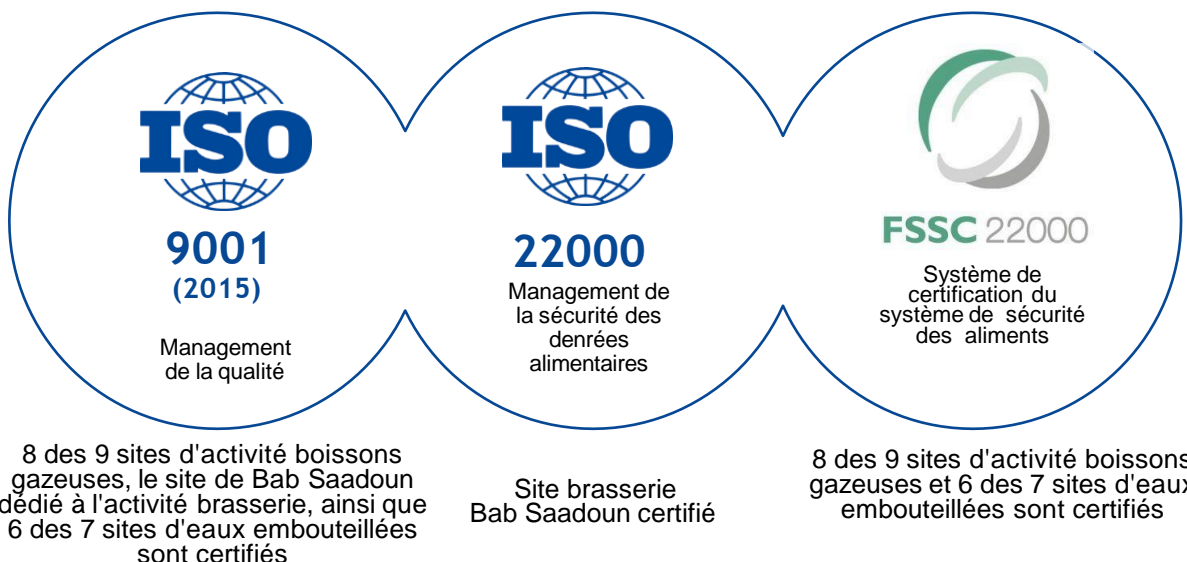 ISO
9001
(2015)
Management
de la qualité
8 des 9 sites d'activité boissons
gazeuses, le site de Bab Saadoun
dédié à l'activité brasserie, ainsi que
6 des 7 sites d'eaux embouteillées
sont certifiés
ISO
22000
Management de
la sécurité des
denrées
alimentaires
Site brasserie
Bab Saadoun certifié
FSSC 22000
Système de
certification du
système de sécurité
des aliments
8 des 9 sites d'activité boissons
gazeuses et 6 des 7 sites d'eaux
embouteillées sont certifiés